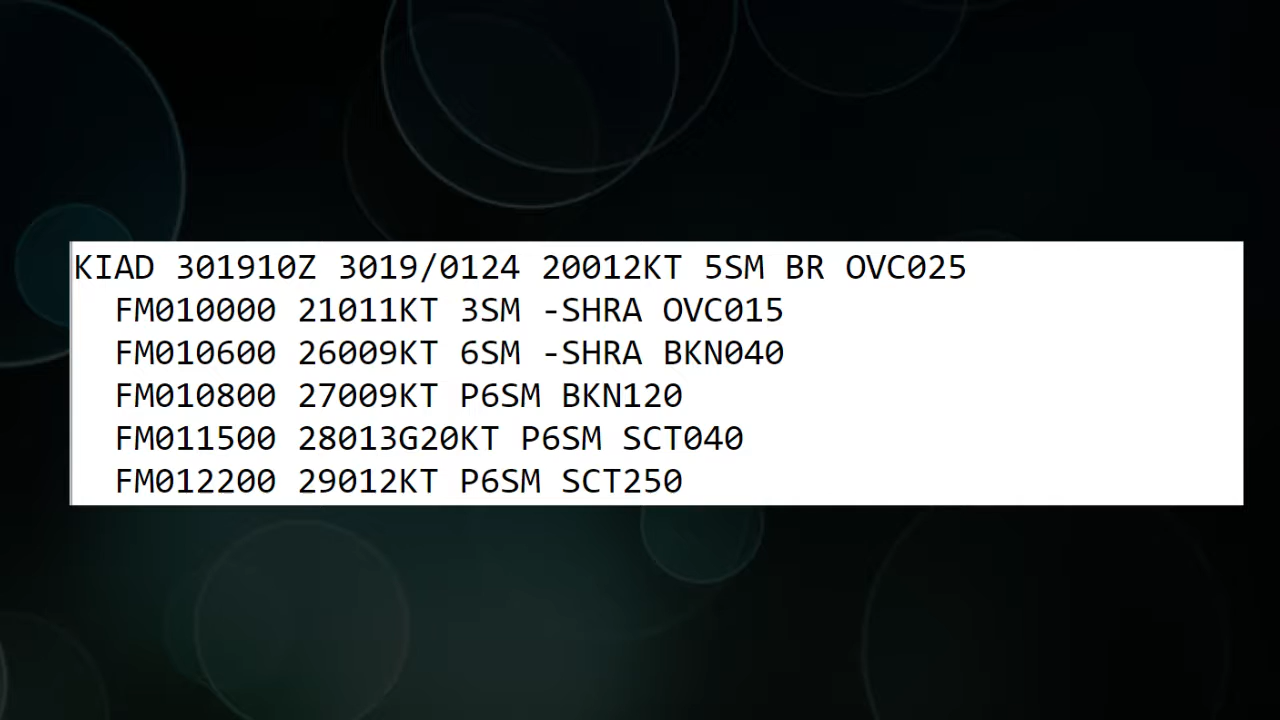 KIAD 301910Z 3019/0124 20012KT 5SM BR OVC025
FM010000 21011KT 3SM -SHRA OVC015
FM010600 26009KT 6SM -SHRA BKN040
FM010800 27009KT P6SM BKN120
FM011500 28013G20KT P6SM SCT040
FM012200 29012KT P6SM SCT250